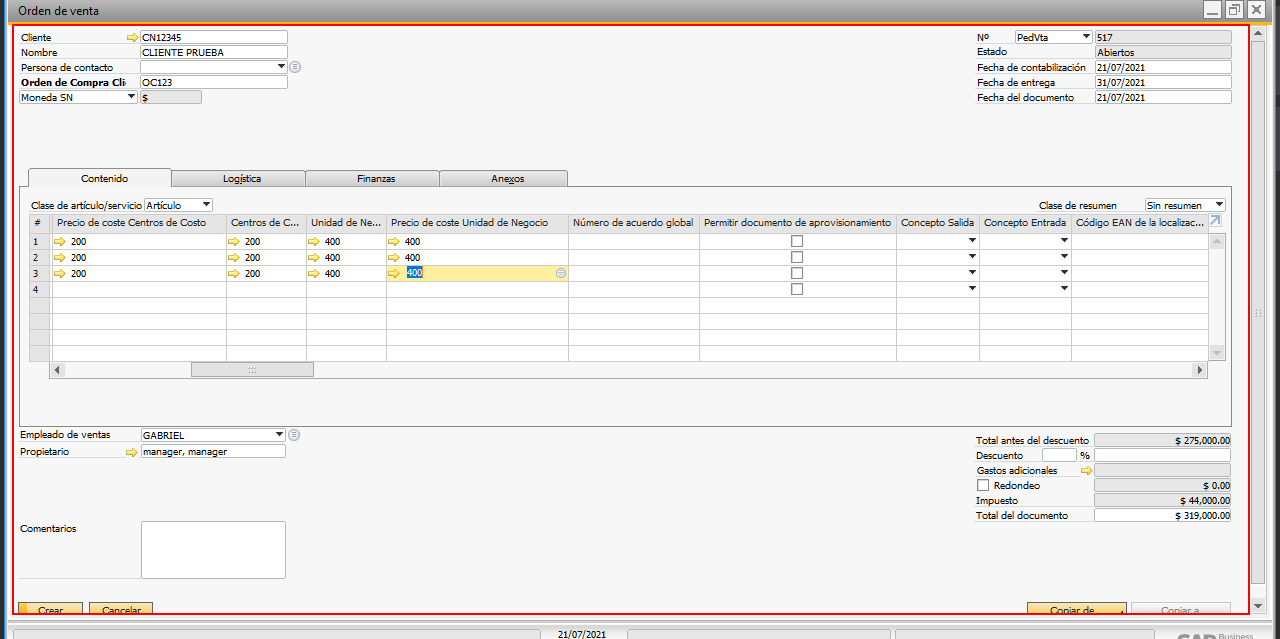 Orden de venta
Cliente CN12345 Nº PedVta 517
Nombre CLIENTE PRUEBA Estado Abiertos
Persona de contacto Fecha de contabilización 21/07/2021
Orden de Compra Cli OC123 Fecha de entrega 31/07/2021
Moneda SN $ Fecha del documento 21/07/2021
Contenido Logística Finanzas Anexos
Clase de artículo/servicio Artículo Clase de resumen Sin resumen
# Precio de coste Centros de Costo Centros de C... Unidad de Ne... Precio de coste Unidad de Negocio Número de acuerdo global Permitir documento de aprovisionamiento Concepto Salida Concepto Entrada Código EAN de la localizac...
1 200 200 400 400
2 200 200 400 400
3 200 200 400 400
4
Empleado de ventas GABRIEL Total antes del descuento $ 275,000.00
Propietario manager, manager Descuento %
Gastos adicionales
Redondeo $ 0.00
Impuesto $ 44,000.00
Total del documento $ 319,000.00
Comentarios
Crear Cancelar Copiar de Copiar a
21/07/2021 Business